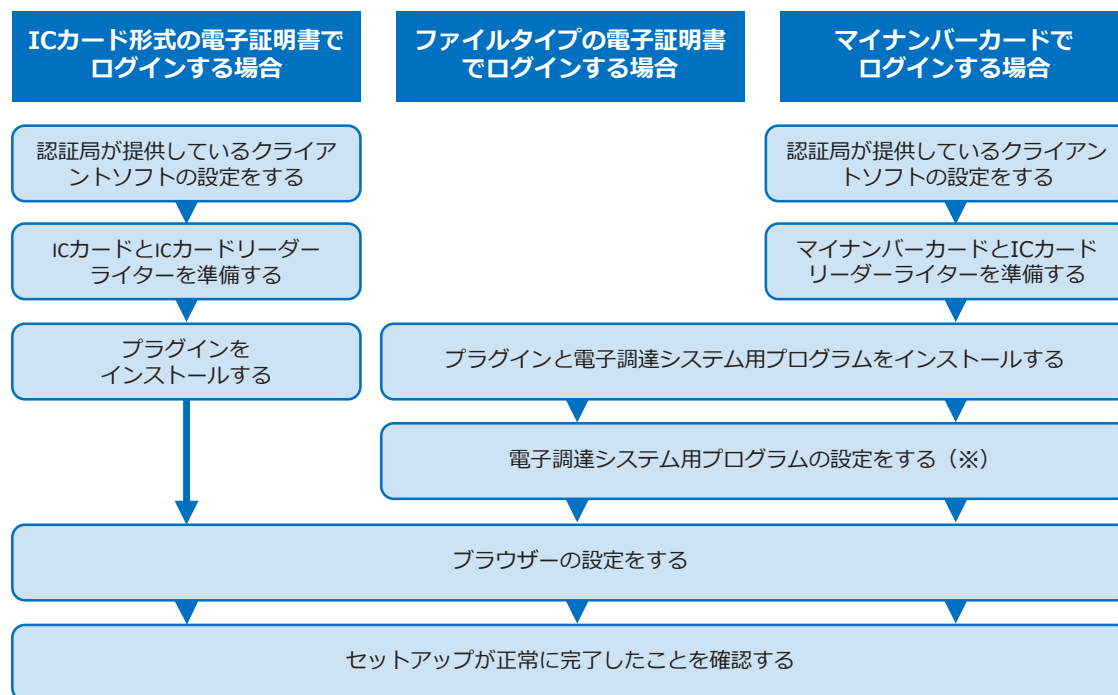 ICカード形式の電子証明書で
ログインする場合
ファイルタイプの電子証明書
でログインする場合
マイナンバーカードで
ログインする場合
認証局が提供しているクライア
ントソフトの設定をする
認証局が提供しているクライアン
トソフトの設定をする
ICカードとICカードリーダー
ライターを準備する
マイナンバーカードとICカード
リーダーライターを準備する
プラグインを
インストールする
プラグインと電子調達システム用プログラムをインストールする
電子調達システム用プログラムの設定をする（※）
ブラウザーの設定をする
セットアップが正常に完了したことを確認する